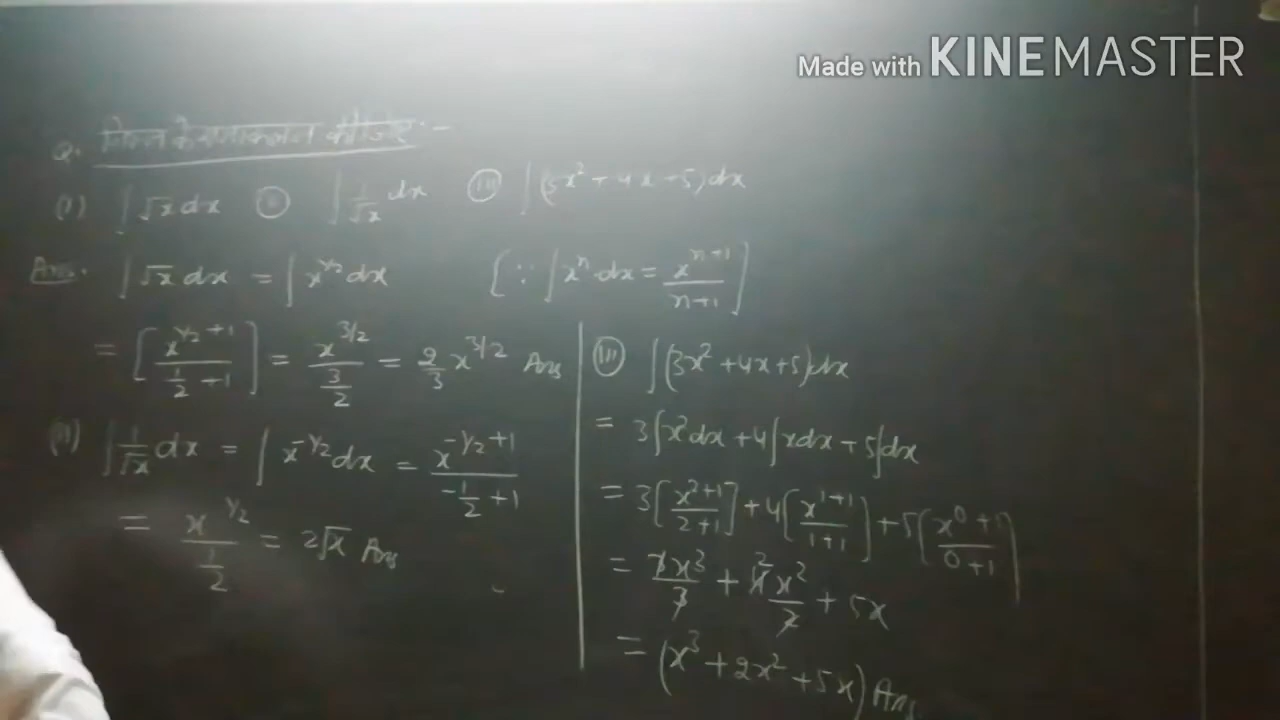 Made with KINEMASTER
Q. निम्न के समाकलन कीजिए :-
(i) ∫√x dx (ii) ∫1/√x dx (iii) ∫(3x² + 4x + 5) dx
Ans. ∫√x dx = ∫x^1/2 dx [∵ ∫xⁿ dx = x^(n+1)/(n+1)]
= [x^(1/2+1)/(1/2+1)] = x^(3/2)/(3/2) = 2/3 x^3/2 Ans
(ii) ∫1/√x dx = ∫x^-1/2 dx = x^(-1/2+1)/(-1/2+1)
= x^(1/2)/(1/2) = 2√x Ans
(iii) ∫(3x² + 4x + 5) dx
= 3∫x² dx + 4∫x dx + 5∫dx
= 3[x^(2+1)/(2+1)] + 4[x^(1+1)/(1+1)] + 5[x^(0+1)/(0+1)]
= 3x³/3 + 4x²/2 + 5x
= (x³ + 2x² + 5x) Ans